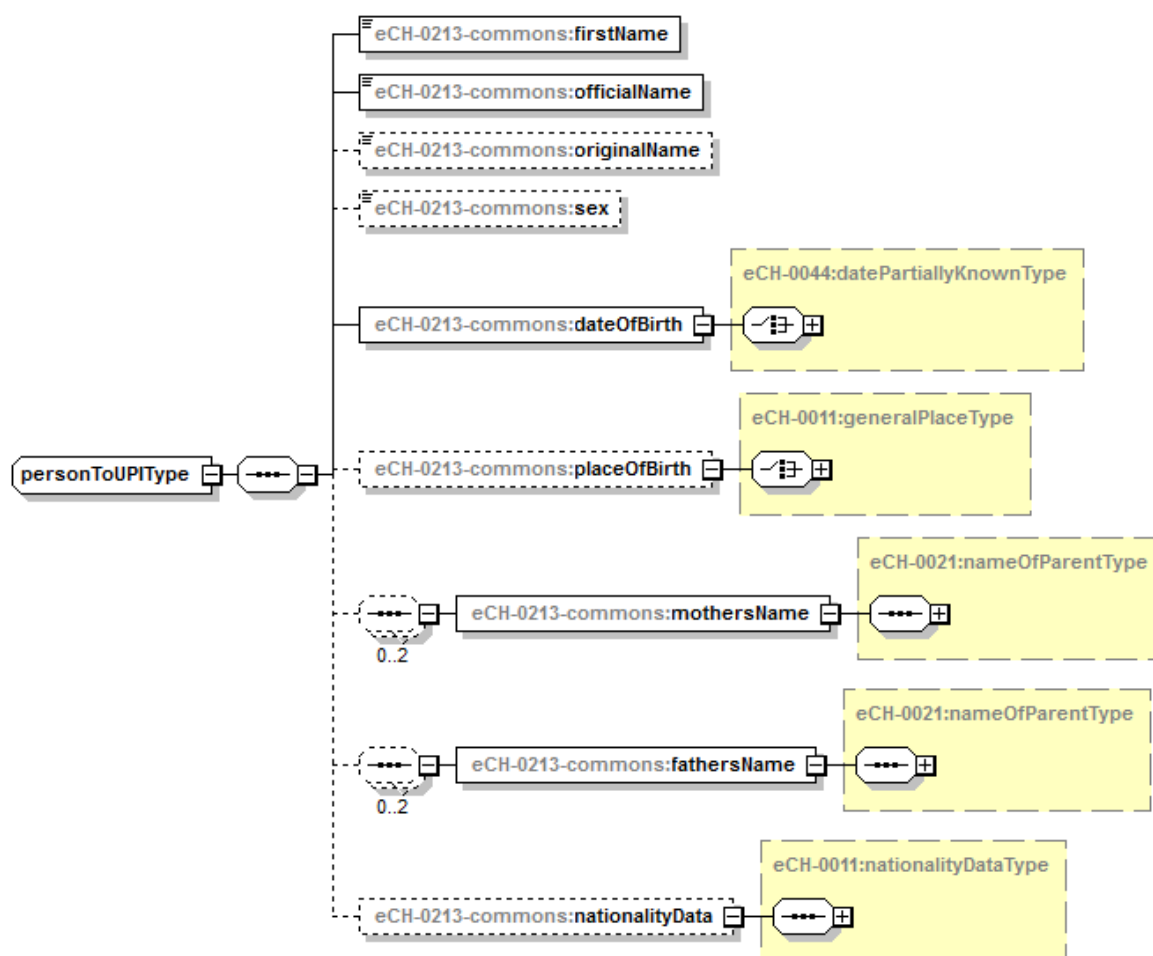 eCH-0213-commons:firstName
eCH-0213-commons:officialName
eCH-0213-commons:originalName
eCH-0213-commons:sex
eCH-0044:datePartiallyKnownType
eCH-0213-commons:dateOfBirth
eCH-0011:generalPlaceType
personToUPIType
eCH-0213-commons:placeOfBirth
eCH-0021:nameOfParentType
eCH-0213-commons:mothersName
0..2
eCH-0021:nameOfParentType
eCH-0213-commons:fathersName
0..2
eCH-0011:nationalityDataType
eCH-0213-commons:nationalityData